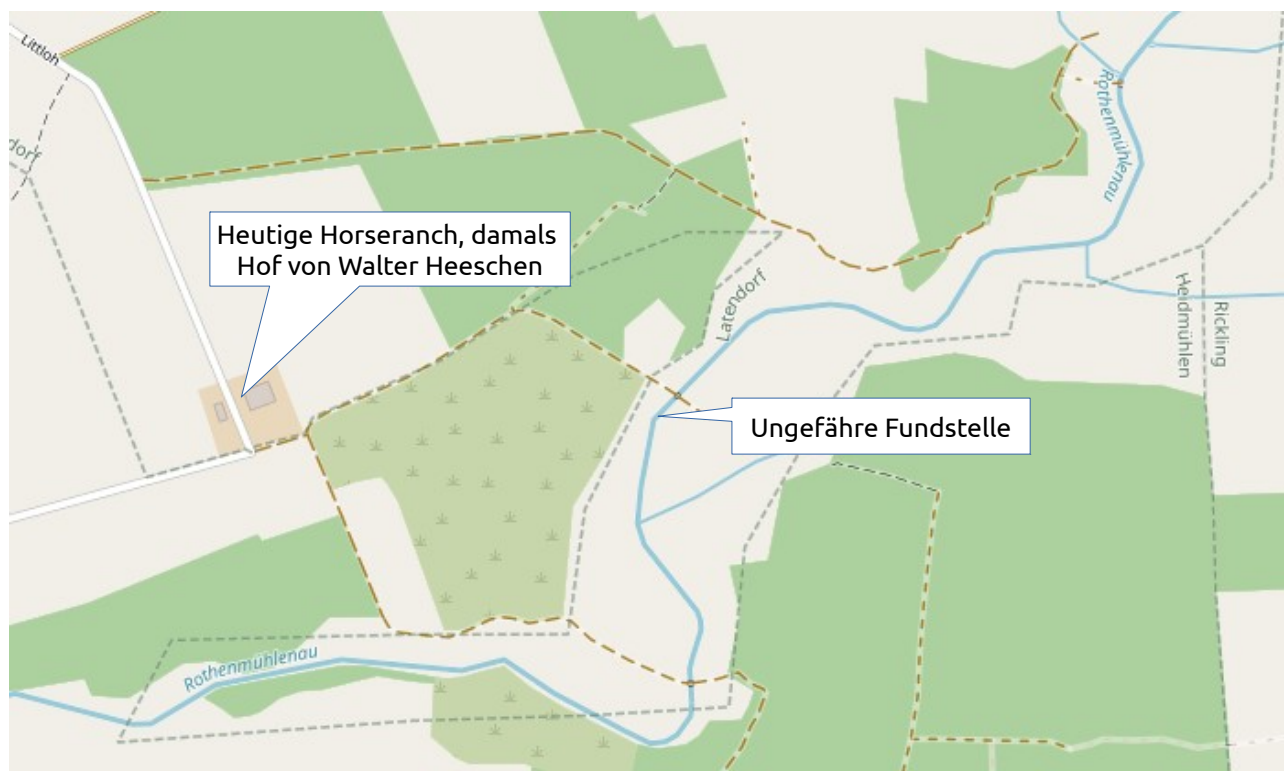 Littloh
dorf
Rothenmühlenau
Heutige Horseranch, damals
Hof von Walter Heeschen
Latendorf
Heidmühlen
Rickling
Ungefähre Fundstelle
Rothenmühlenau